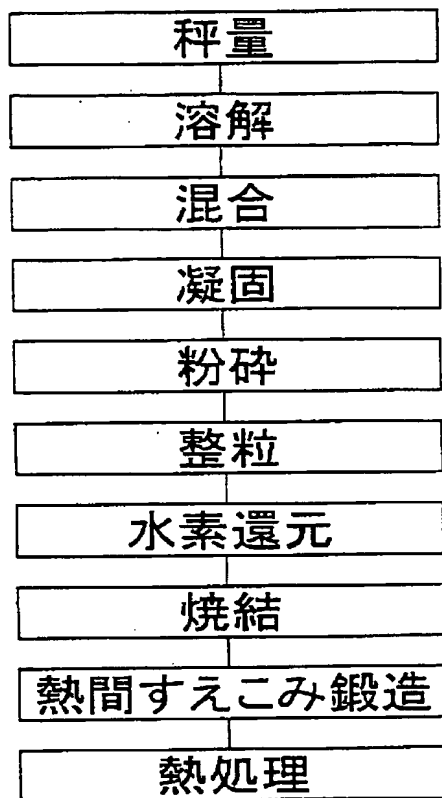 秤量
溶解
混合
凝固
粉砕
整粒
水素還元
焼結
熱間すえこみ鍛造
熱処理